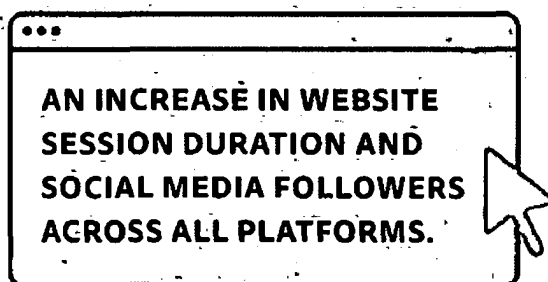 AN INCREASE IN WEBSITE
SESSION DURATION AND
SOCIAL MEDIA FOLLOWERS
ACROSS ALL PLATFORMS.